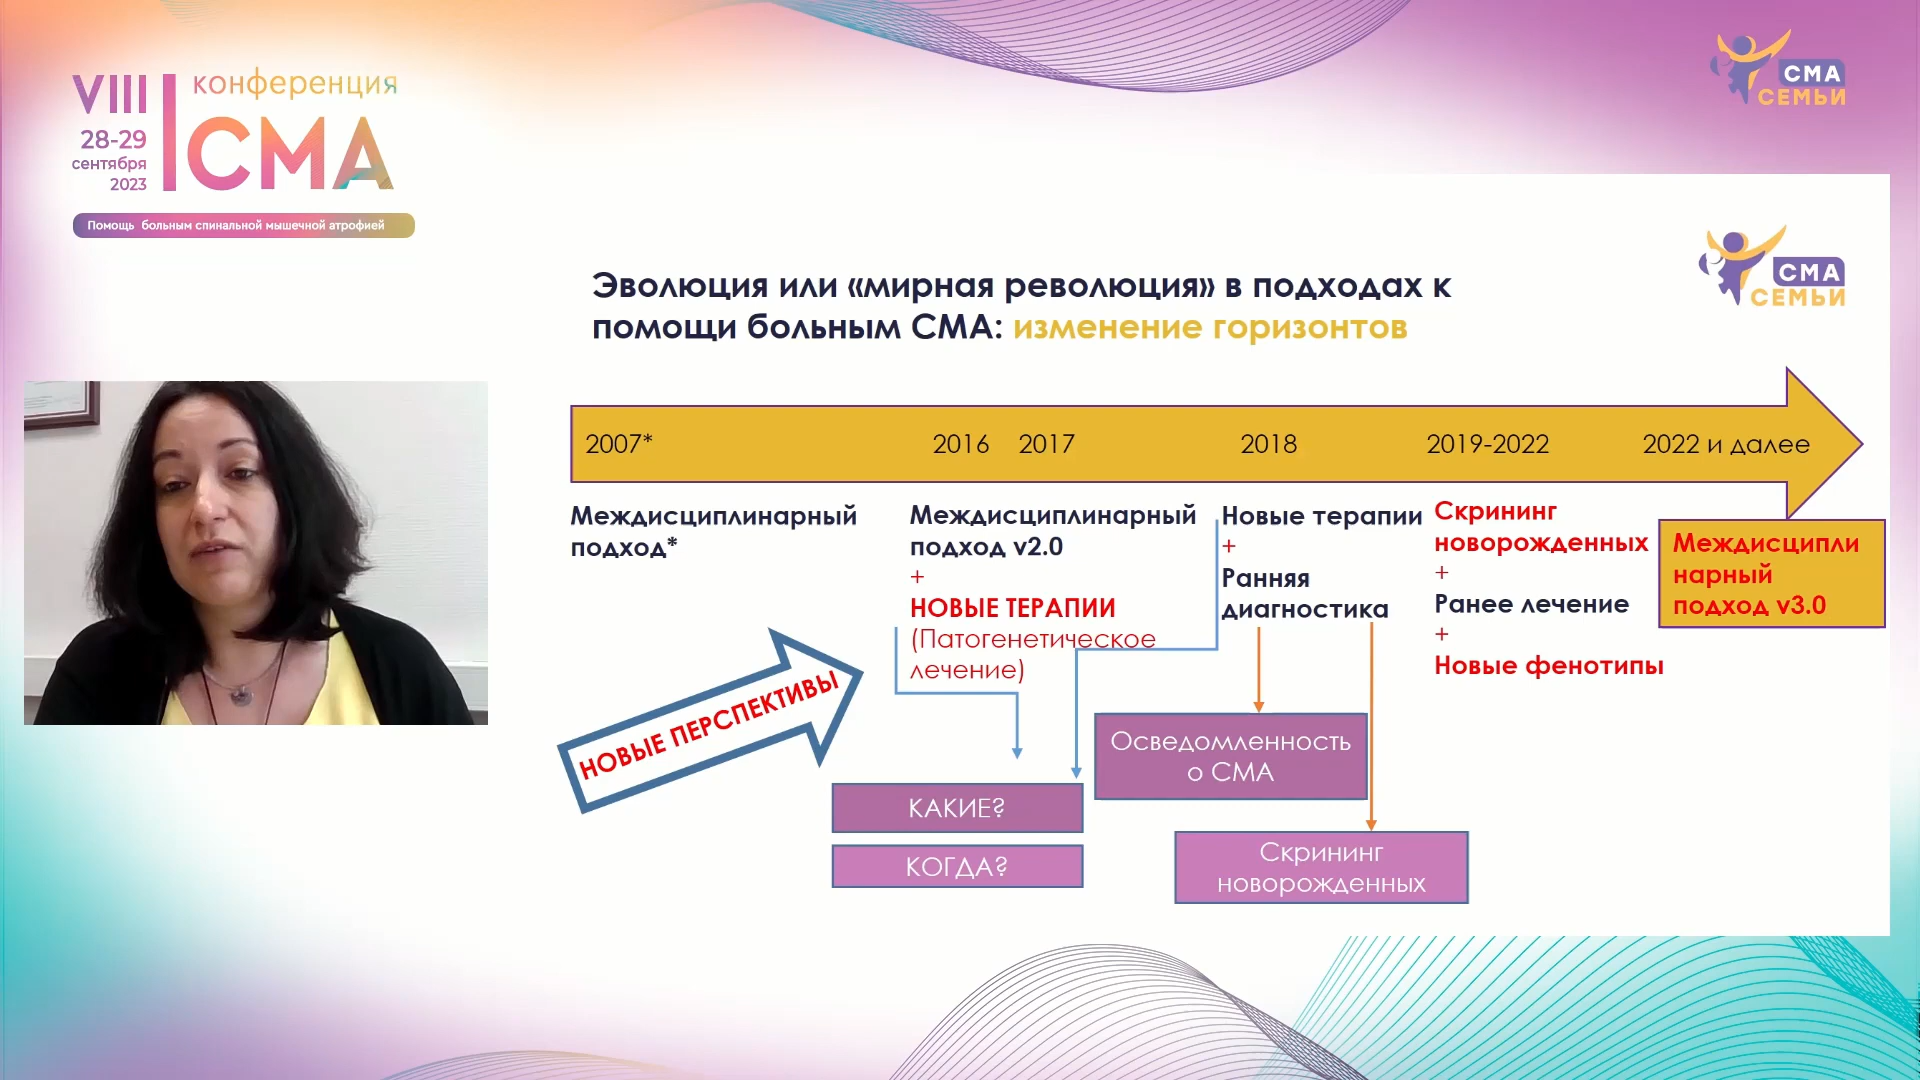 VIII
28-29
сентября
2023
конференция
СМА
Помощь больным спинальной мышечной атрофией
СМА
СЕМЬИ
СМА
СЕМЬИ
Эволюция или «мирная революция» в подходах к
помощи больным СМА: изменение горизонтов
2007*
2016
2017
2018
2019-2022
2022 и далее
Междисциплинарный
подход*
Междисциплинарный
подход v2.0
+
НОВЫЕ ТЕРАПИИ
(Патогенетическое
лечение)
Новые терапии
+
Ранняя
диагностика
Скрининг
новорожденных
+
Ранее лечение
+
Новые фенотипы
Междисципли
нарный
подход v3.0
НОВЫЕ ПЕРСПЕКТИВЫ
КАКИЕ?
КОГДА?
Осведомленность
о СМА
Скрининг
новорожденных